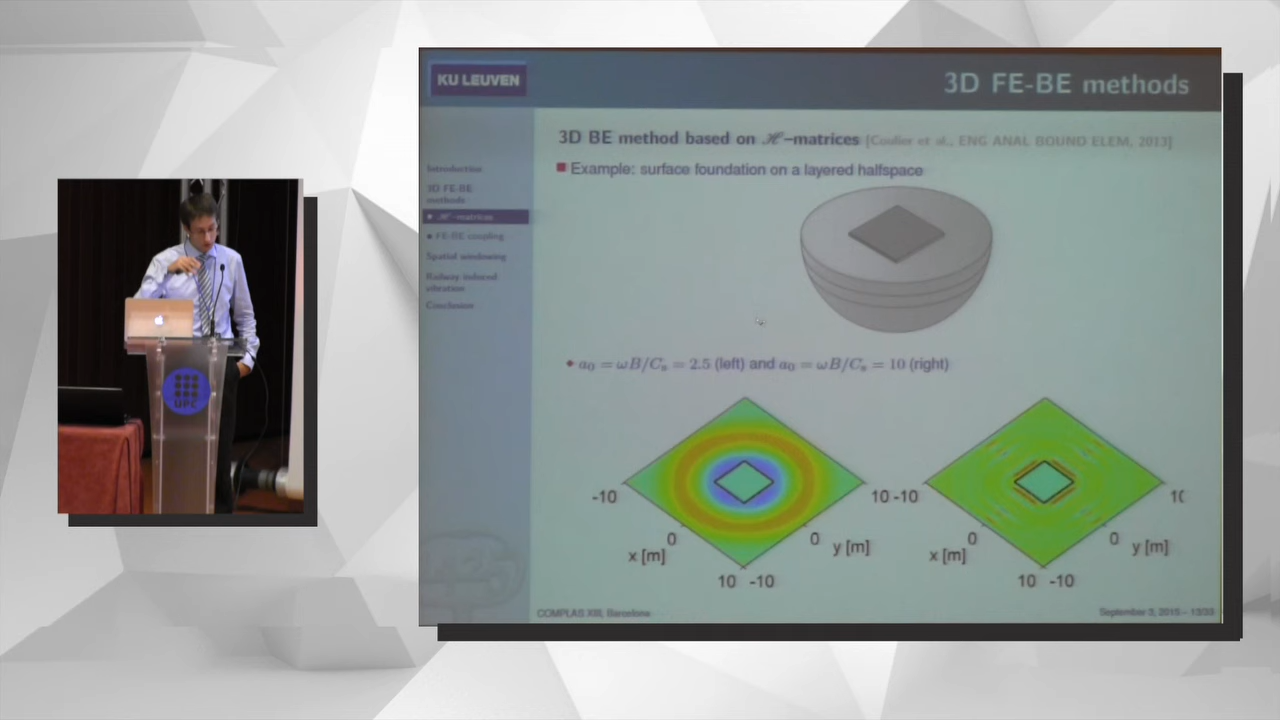 KU LEUVEN
3D FE-BE methods
3D BE method based on ℋ-matrices [Coulier et al., ENG ANAL BOUND ELEM, 2013]
Example: surface foundation on a layered halfspace
Introduction
3D FE-BE
methods
ℋ-matrices
FE-BE coupling
Spatial windowing
Railway induced
vibration
Conclusion
a₀ = ωB/Cₛ = 2.5 (left) and a₀ = ωB/Cₛ = 10 (right)
-10
0
10
x [m]
-10
0
10
y [m]
-10
0
10
x [m]
-10
0
10
y [m]
COMPLAS XIII, Barcelona
September 3, 2015 – 13/33
UPC